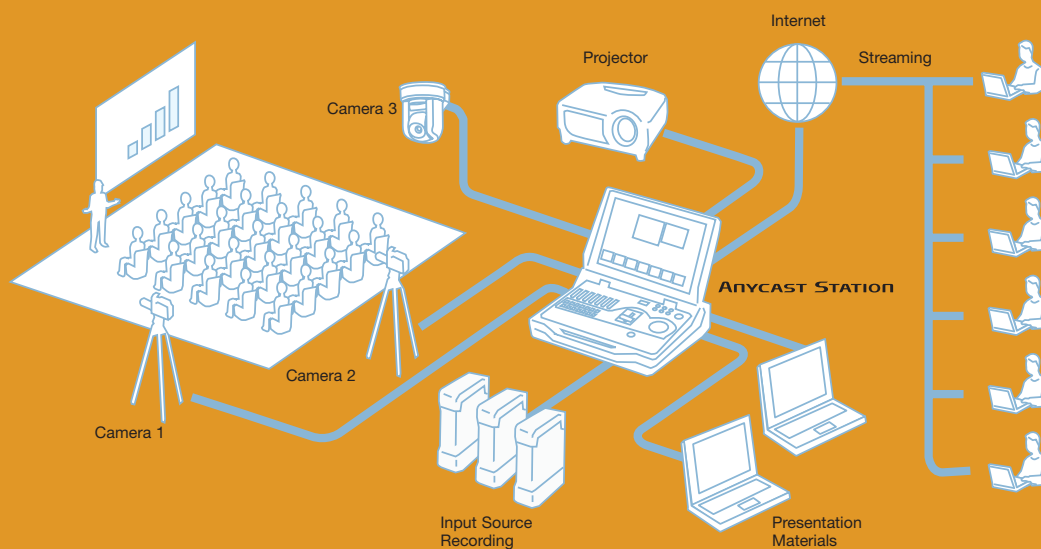 Internet
Projector
Streaming
Camera 3
ANYCAST STATION
Camera 2
Camera 1
Input Source
Recording
Presentation
Materials